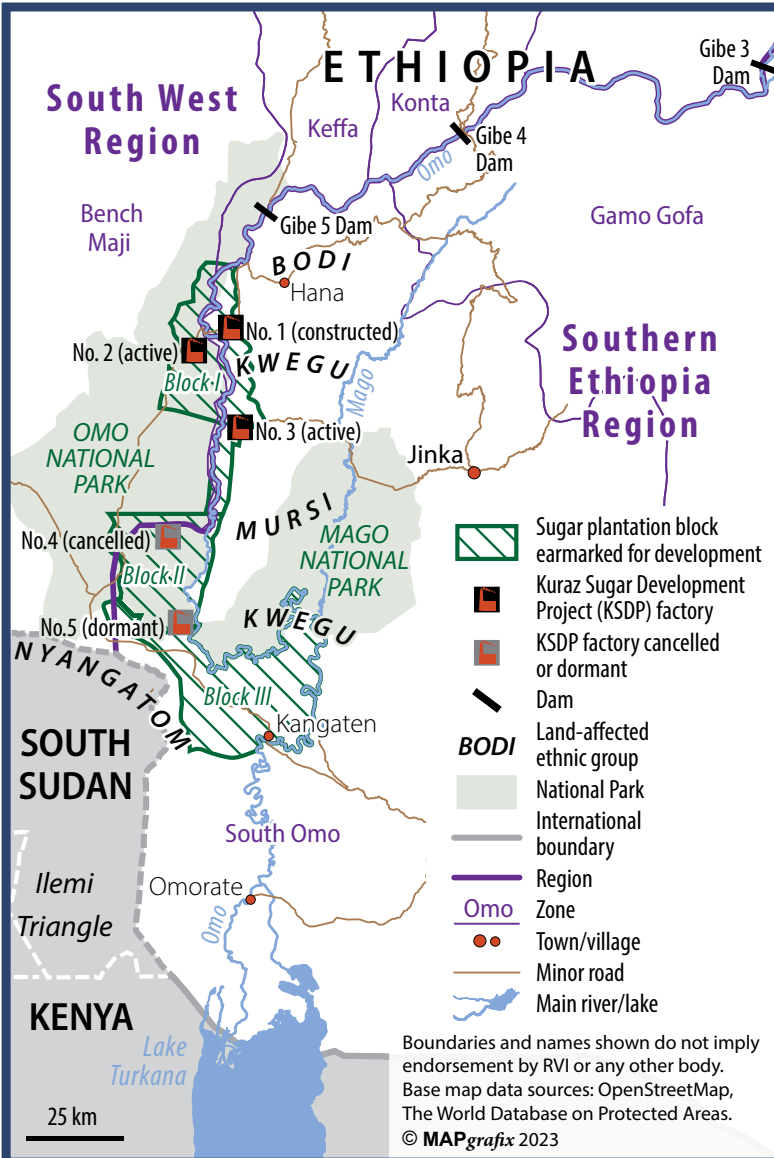 ETHIOPIA
Gibe 3
Dam
South West
Region
Konta
Keffa
Gibe 4
Dam
Omo
Bench
Maji
Gibe 5 Dam
Gamo Gofa
BODI
Hana
No. 1 (constructed)
No. 2 (active)
KWEGU
Block I
Mago
Southern
Ethiopia
Region
No. 3 (active)
OMO
NATIONAL
PARK
Jinka
MURSI
MAGO
NATIONAL
PARK
No.4 (cancelled)
Block II
No.5 (dormant)
KWEGU
NYANGATOM
Block III
Kangaten
SOUTH
SUDAN
South Omo
Ilemi
Triangle
Omorate
Omo
KENYA
Lake
Turkana
25 km
Sugar plantation block
earmarked for development
Kuraz Sugar Development
Project (KSDP) factory
KSDP factory cancelled
or dormant
Dam
BODI Land-affected
ethnic group
National Park
International
boundary
Region
Omo Zone
Town/village
Minor road
Main river/lake
Boundaries and names shown do not imply
endorsement by RVI or any other body.
Base map data sources: OpenStreetMap,
The World Database on Protected Areas.
© MAPgrafix 2023